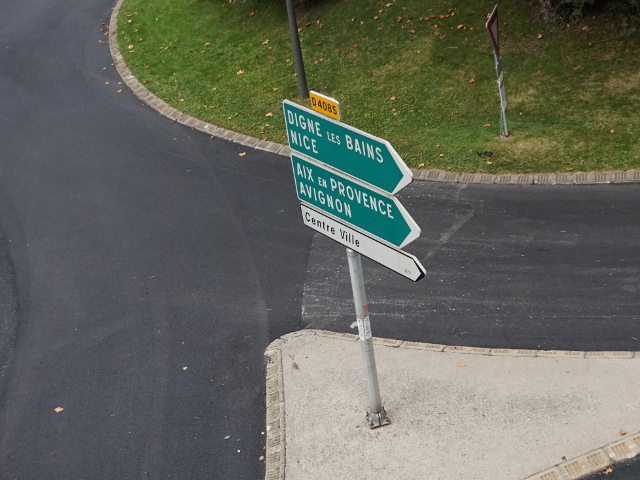 D4085
DIGNE LES BAINS
NICE
AIX EN PROVENCE
AVIGNON
Centre Ville